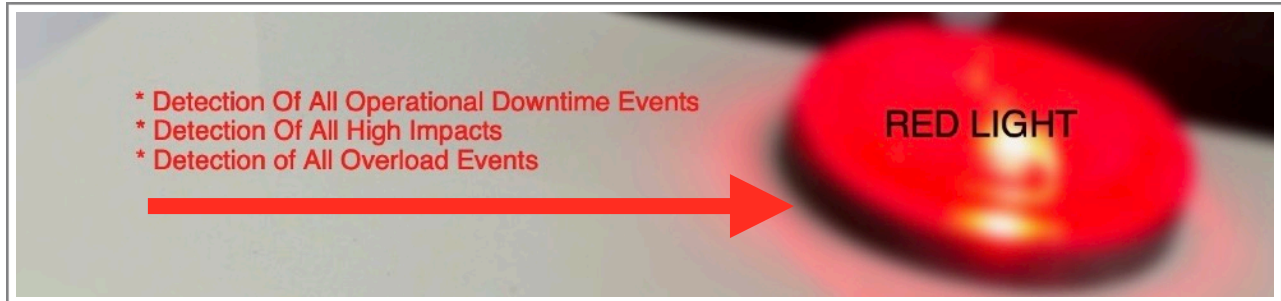 * Detection Of All Operational Downtime Events
* Detection Of All High Impacts
* Detection of All Overload Events
RED LIGHT